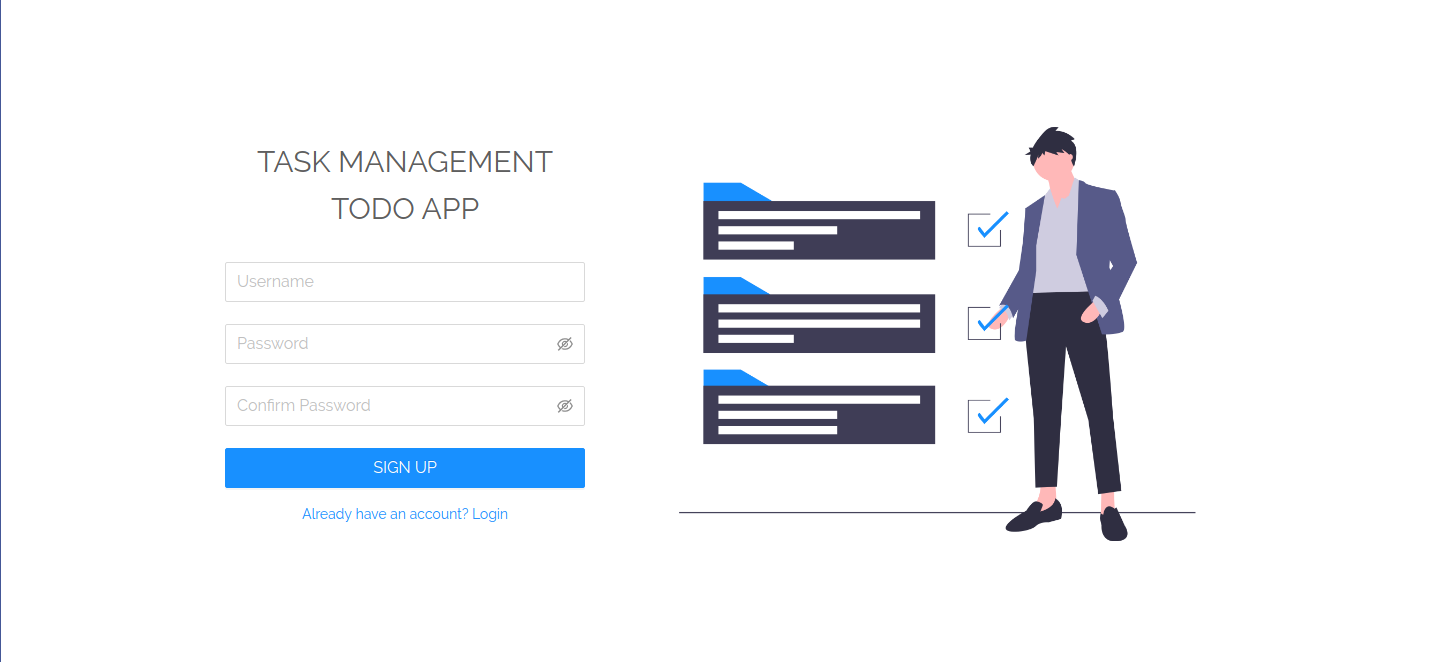 TASK MANAGEMENT
TODO APP
Username
Password
Confirm Password
SIGN UP
Already have an account? Login